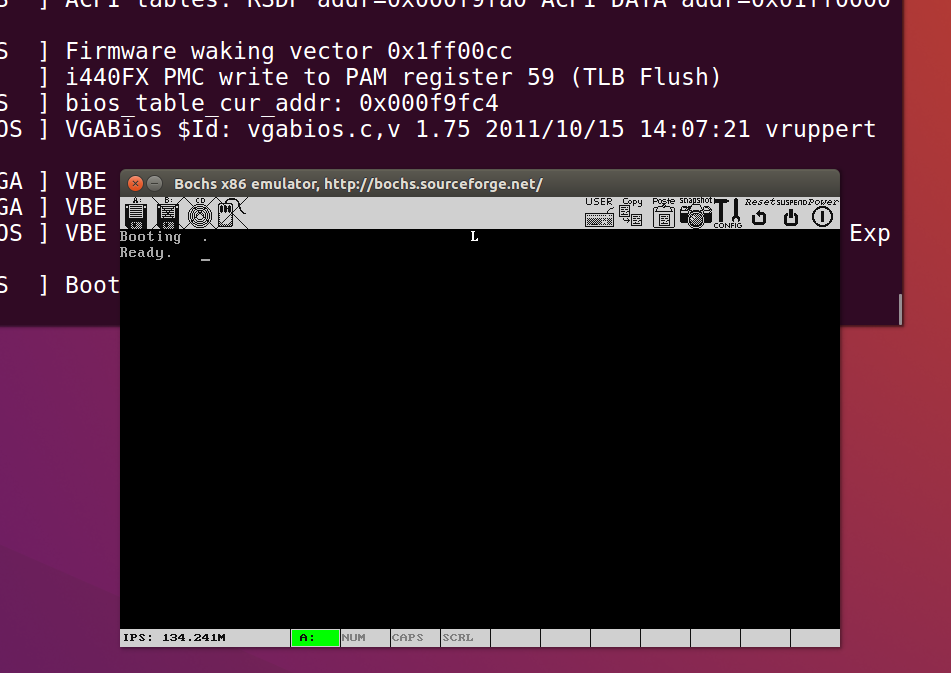 S ] ACPI tables: RSDP addr=0x000f9fa0 ACPI DATA addr=0x01ff0000
S ] Firmware waking vector 0x1ff00cc
] i440FX PMC write to PAM register 59 (TLB Flush)
S ] bios_table_cur_addr: 0x000f9fc4
OS ] VGABios $Id: vgabios.c,v 1.75 2011/10/15 14:07:21 vruppert
GA ] VBE
GA ] VBE
OS ] VBE Exp
S ] Boot
Bochs x86 emulator, http://bochs.sourceforge.net/
A: B: CD USER Copy Paste snapshot CONFIG Reset SUSPEND Power
Booting . L
Ready. _
IPS: 134.241M A: NUM CAPS SCRL